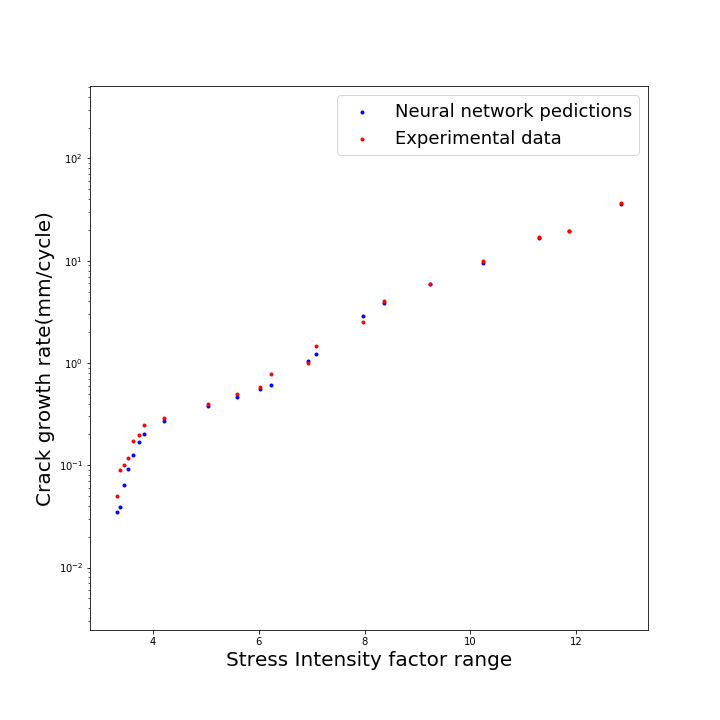 Neural network pedictions
Experimental data
10²
10¹
10⁰
10⁻¹
10⁻²
Crack growth rate(mm/cycle)
4 6 8 10 12
Stress Intensity factor range